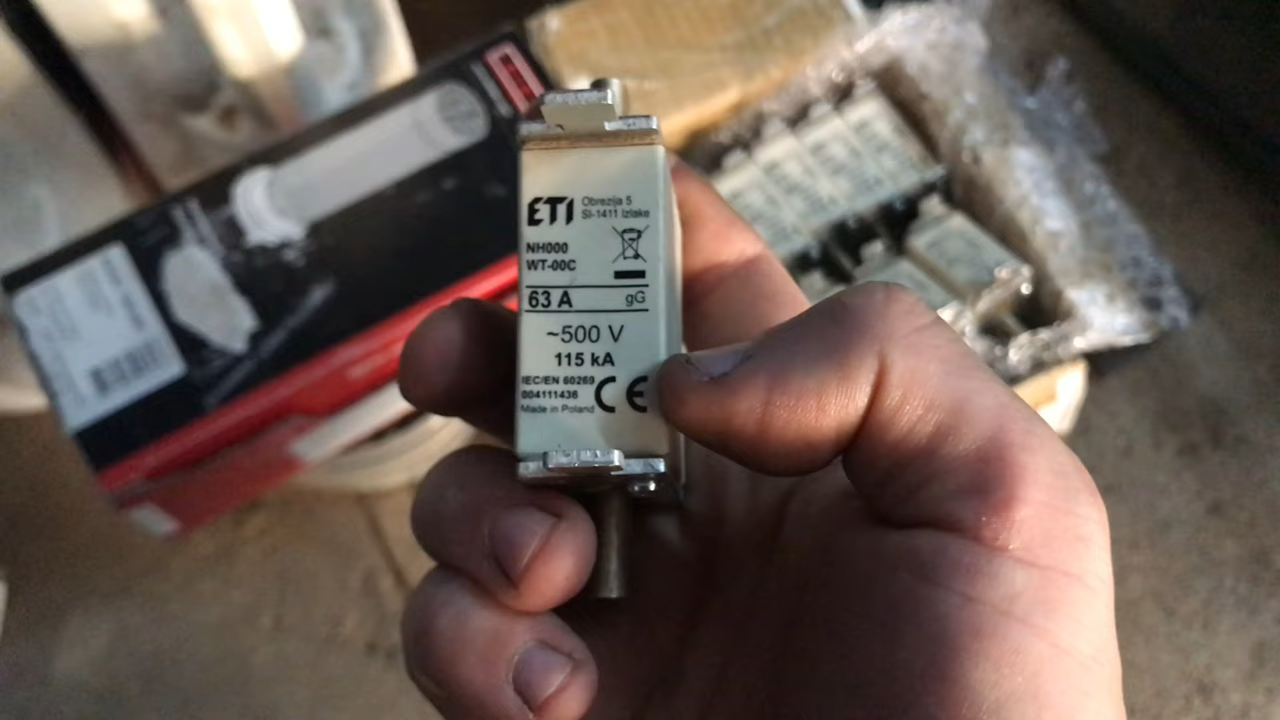 ETI
Obrezija 5
SI-1411 Izlake
NH000
WT-00C
63 A
gG
~500 V
115 kA
IEC/EN 60269
004111436
Made in Poland
CE